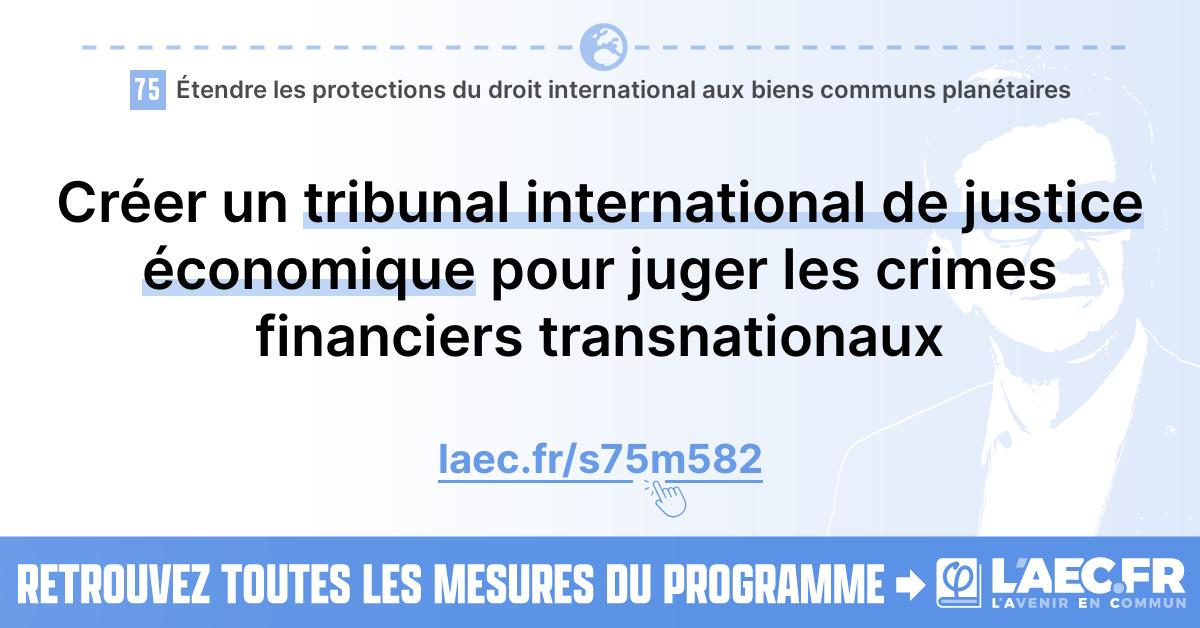 75 Étendre les protections du droit international aux biens communs planétaires
Créer un tribunal international de justice
économique pour juger les crimes
financiers transnationaux
laec.fr/s75m582
RETROUVEZ TOUTES LES MESURES DU PROGRAMME
L'AEC.FR
L'AVENIR EN COMMUN